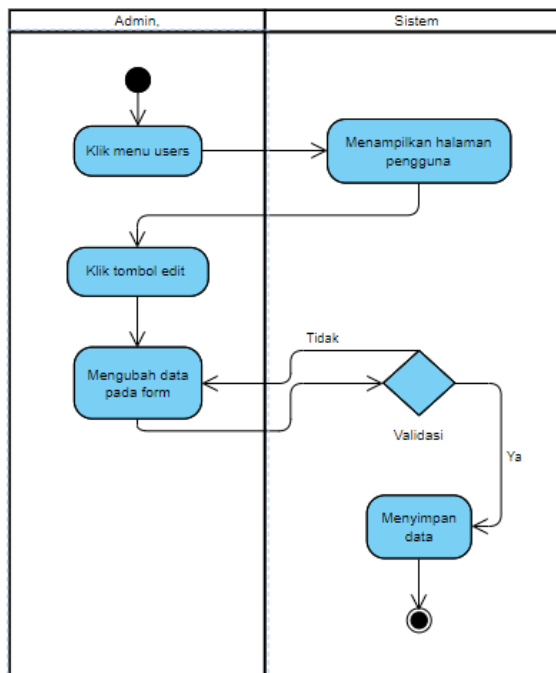 Admin,
Sistem
Klik menu users
Menampilkan halaman
pengguna
Klik tombol edit
Tidak
Mengubah data
pada form
Validasi
Ya
Menyimpan
data